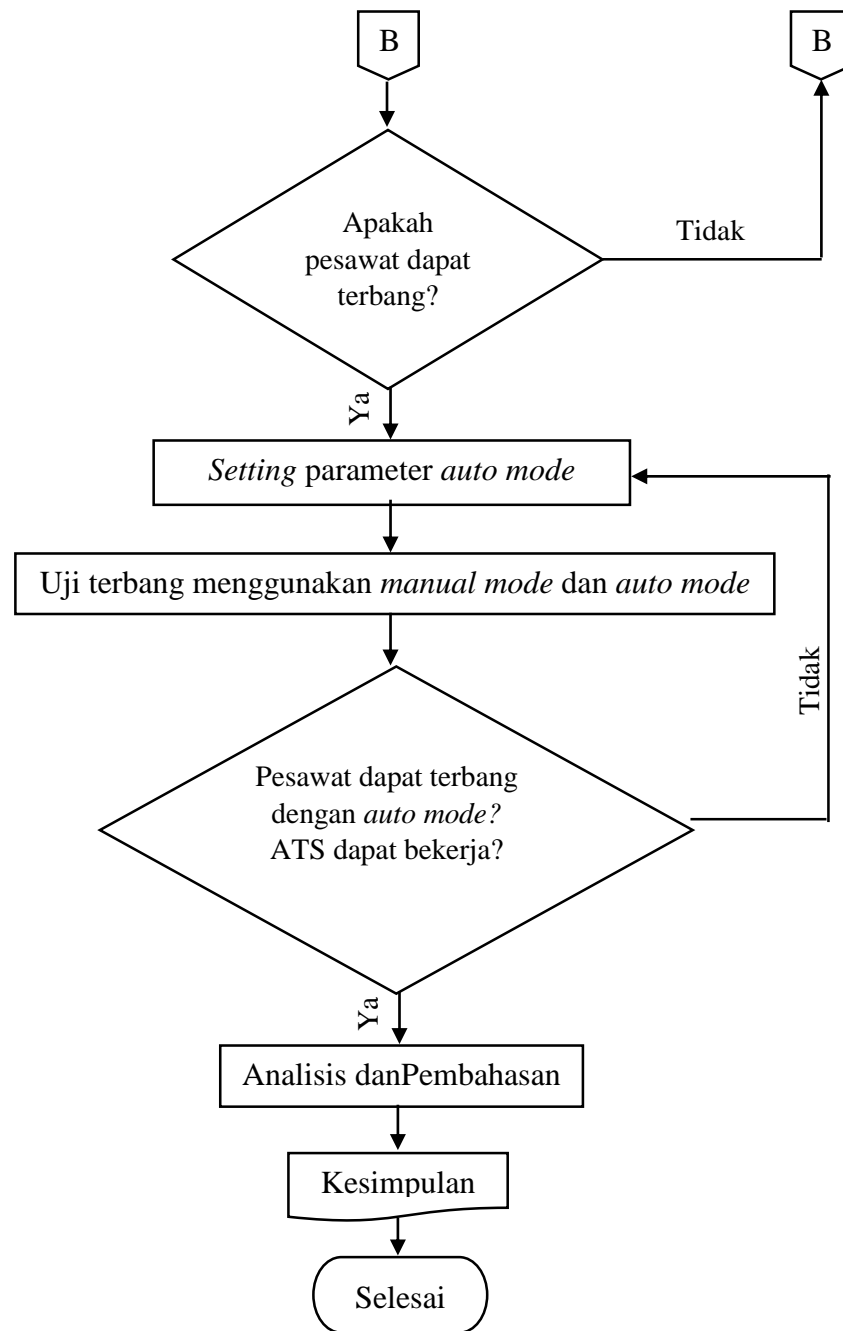 B
B
Apakah
pesawat dapat
terbang?
Tidak
Ya
Setting parameter auto mode
Uji terbang menggunakan manual mode dan auto mode
Tidak
Pesawat dapat terbang
dengan auto mode?
ATS dapat bekerja?
Ya
Analisis danPembahasan
Kesimpulan
Selesai